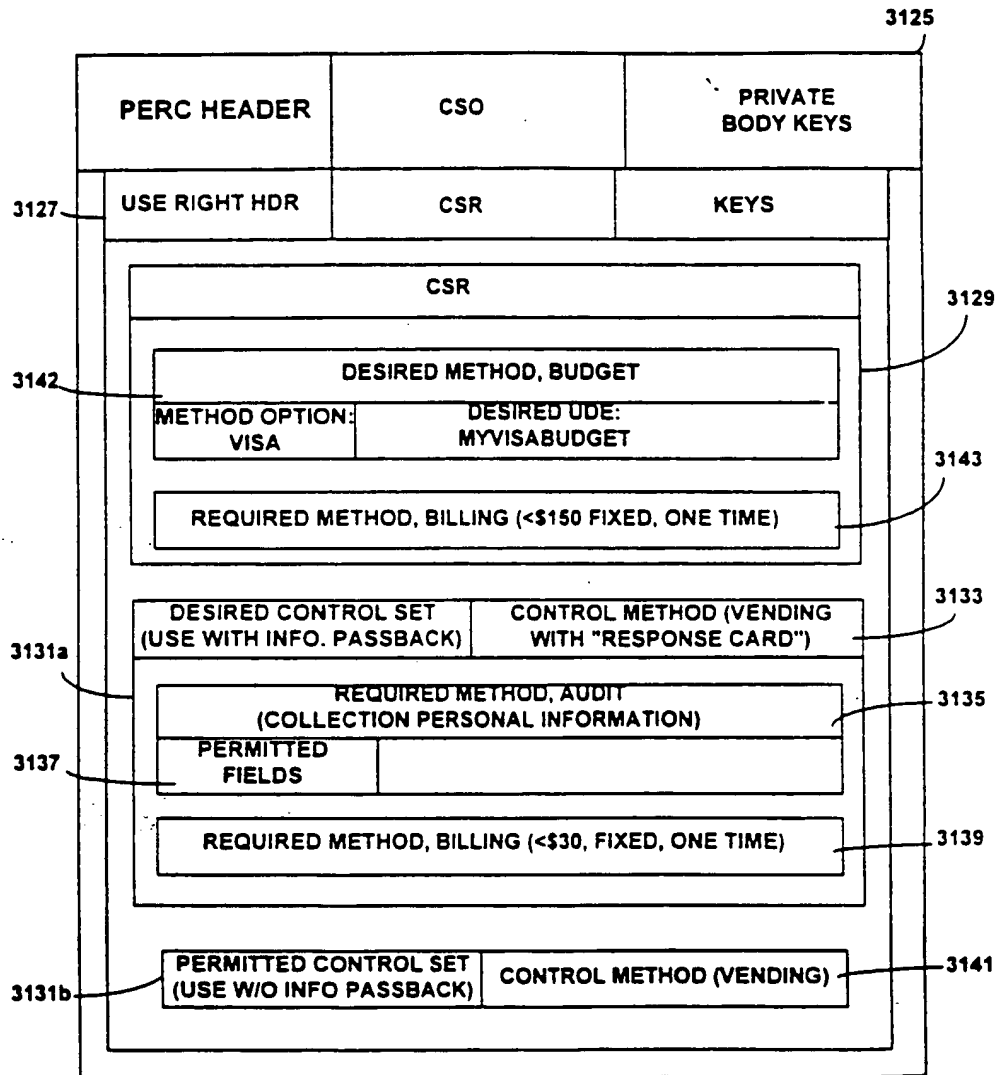 3125
PERC HEADER
CSO
PRIVATE
BODY KEYS
3127
USE RIGHT HDR
CSR
KEYS
CSR
3129
3142
DESIRED METHOD, BUDGET
METHOD OPTION:
VISA
DESIRED UDE:
MYVISABUDGET
3143
REQUIRED METHOD, BILLING (<$150 FIXED, ONE TIME)
DESIRED CONTROL SET
(USE WITH INFO. PASSBACK)
CONTROL METHOD (VENDING
WITH "RESPONSE CARD")
3133
3131a
REQUIRED METHOD, AUDIT
(COLLECTION PERSONAL INFORMATION)
3135
3137
PERMITTED
FIELDS
REQUIRED METHOD, BILLING (<$30, FIXED, ONE TIME)
3139
3131b
PERMITTED CONTROL SET
(USE W/O INFO PASSBACK)
CONTROL METHOD (VENDING)
3141